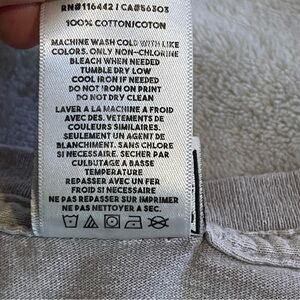 RN#116442 / CA#56303
100% COTTON/COTON
MACHINE WASH COLD WITH LIKE
COLORS. ONLY NON-CHLORINE
BLEACH WHEN NEEDED
TUMBLE DRY LOW
COOL IRON IF NEEDED
DO NOT IRON ON PRINT
DO NOT DRY CLEAN
LAVER A LA MACHINE A FROID
AVEC DES. VETEMENTS DE
COULEURS SIMILAIRES.
SEULEMENT UN AGENT DE
BLANCHIMENT. SANS CHLORE
SI NECESSAIRE. SECHER PAR
CULBUTAGE A BASSE
TEMPERATURE
REPASSER AVEC UN FER
FROID SI NECESSAIRE
NE PAS REPASSER SUR IMPRIME
NE PAS NETTOYER A SEC.